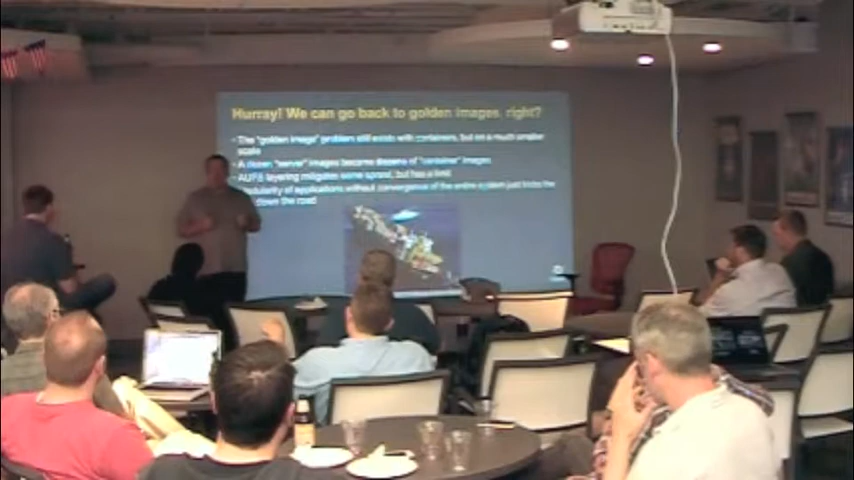 Hurray! We can go back to golden images, right?
- The "golden image" problem still exists with containers, but on a much smaller
scale
- A dozen "server" images became dozens of "container" images
- AUFS layering mitigates some sprawl, but has a limit
odularity of applications without convergence of the entire system just kicks the
down the road